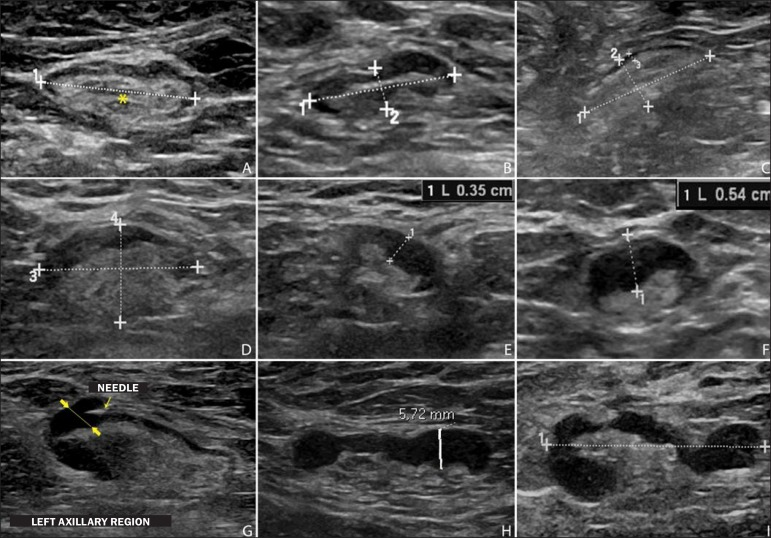 1
*
A
1
2
B
2
3
1
C
4
3
D
1 L 0.35 cm
1
E
1 L 0.54 cm
1
F
NEEDLE
LEFT AXILLARY REGION
G
5,72 mm
H
1
I